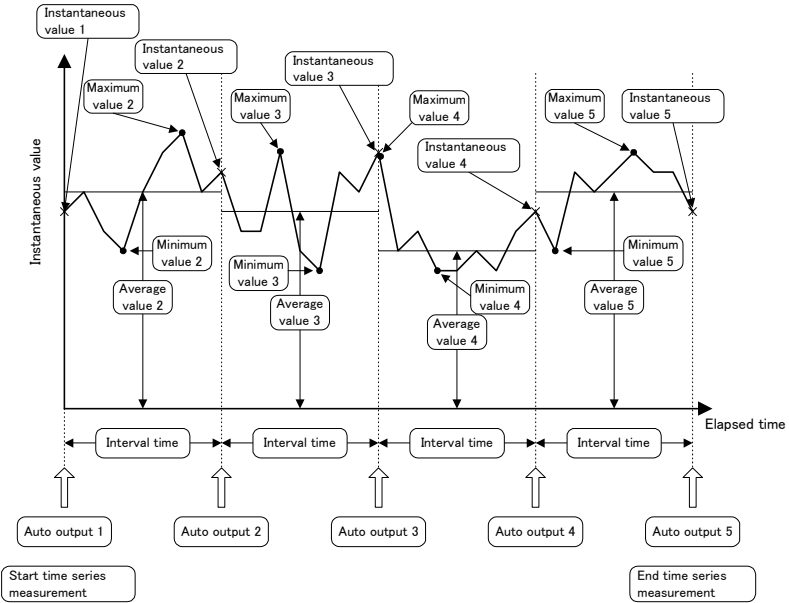 Instantaneous
value 1
Instantaneous
value 2
Instantaneous
value 3
Maximum
value 2
Maximum
value 3
Maximum
value 4
Maximum
value 5
Instantaneous
value 5
Instantaneous
value 4
Instantaneous value
Minimum
value 2
Minimum
value 3
Minimum
value 4
Minimum
value 5
Average
value 2
Average
value 3
Average
value 4
Average
value 5
Elapsed time
Interval time
Interval time
Interval time
Interval time
Auto output 1
Auto output 2
Auto output 3
Auto output 4
Auto output 5
Start time series
measurement
End time series
measurement